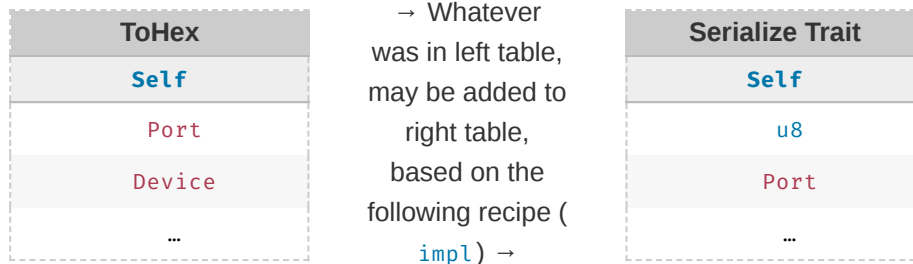 ToHex
Self
Port
Device
…
→ Whatever
was in left table,
may be added to
right table,
based on the
following recipe (
impl) →
Serialize Trait
Self
u8
Port
…